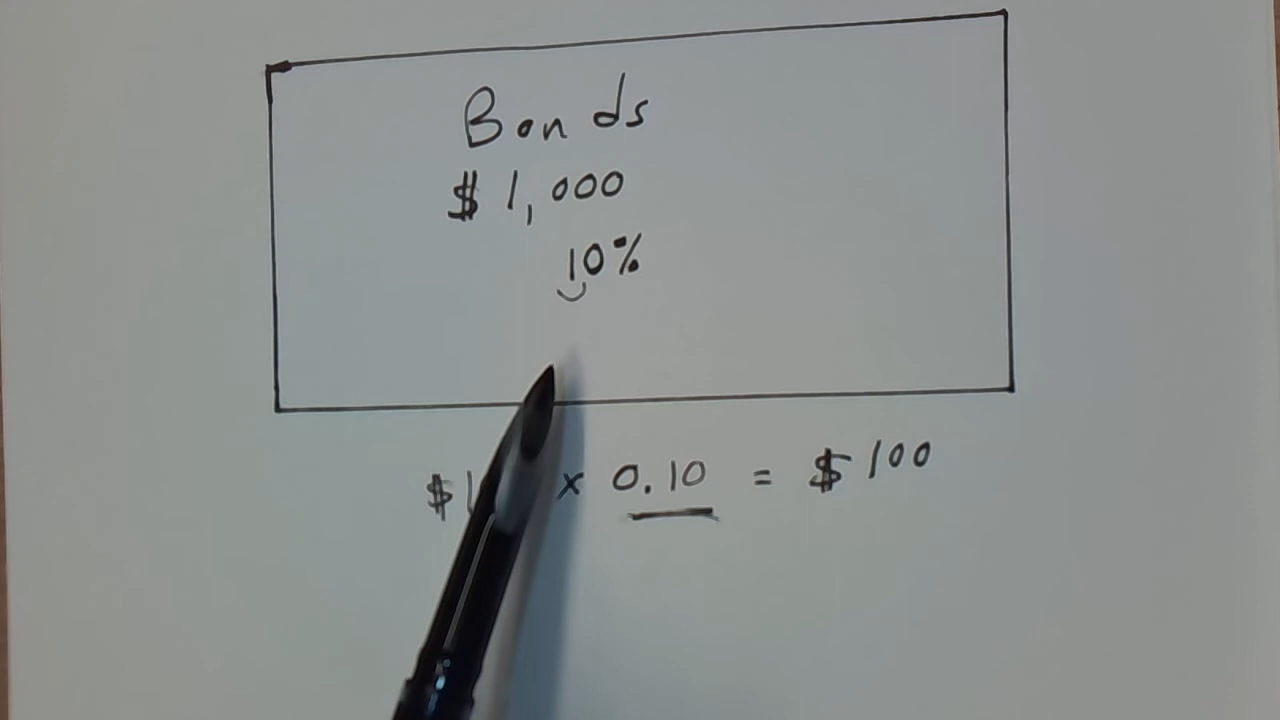 Bonds
$ 1,000
10%
$1 x 0.10 = $ 100